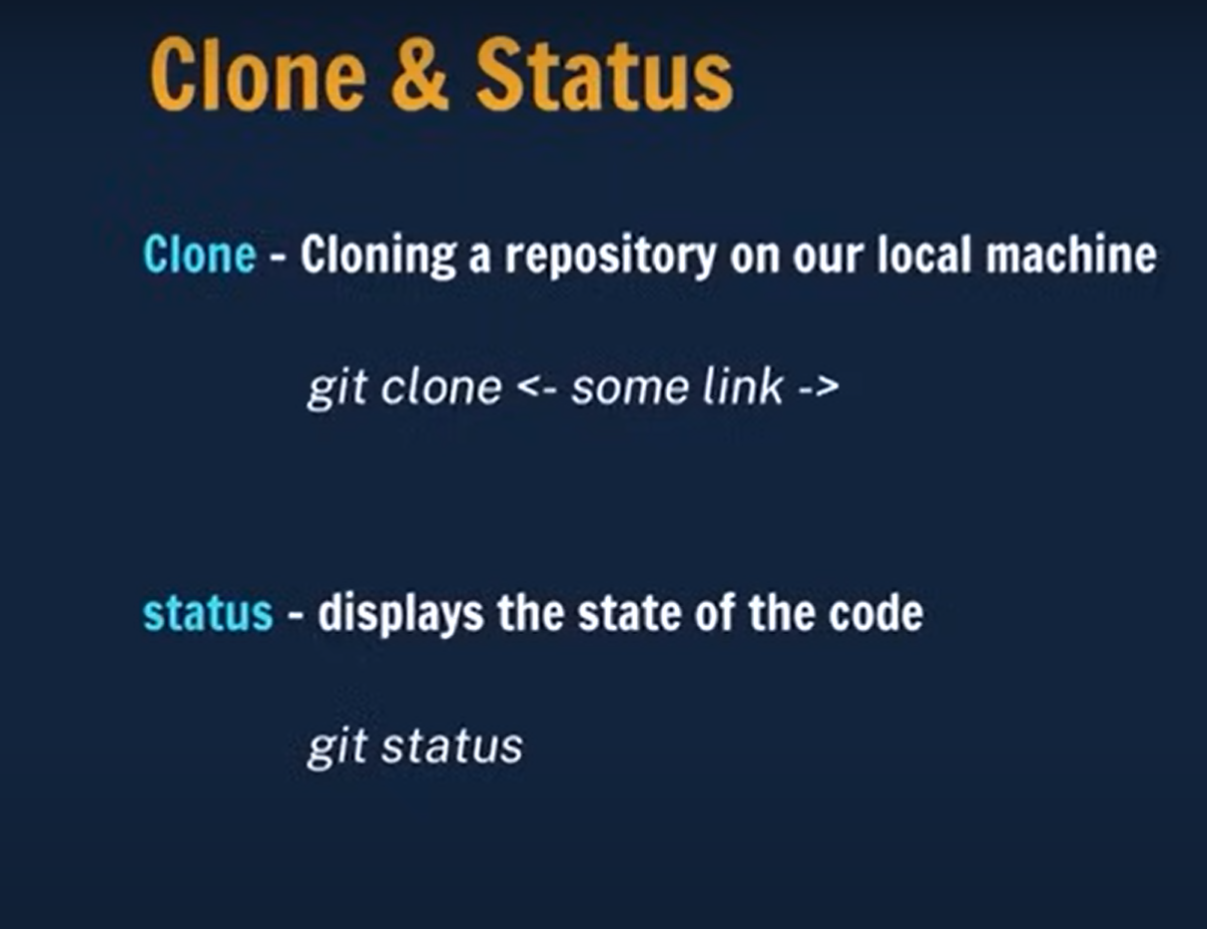 Clone & Status
Clone - Cloning a repository on our local machine
git clone <- some link ->
status - displays the state of the code
git status